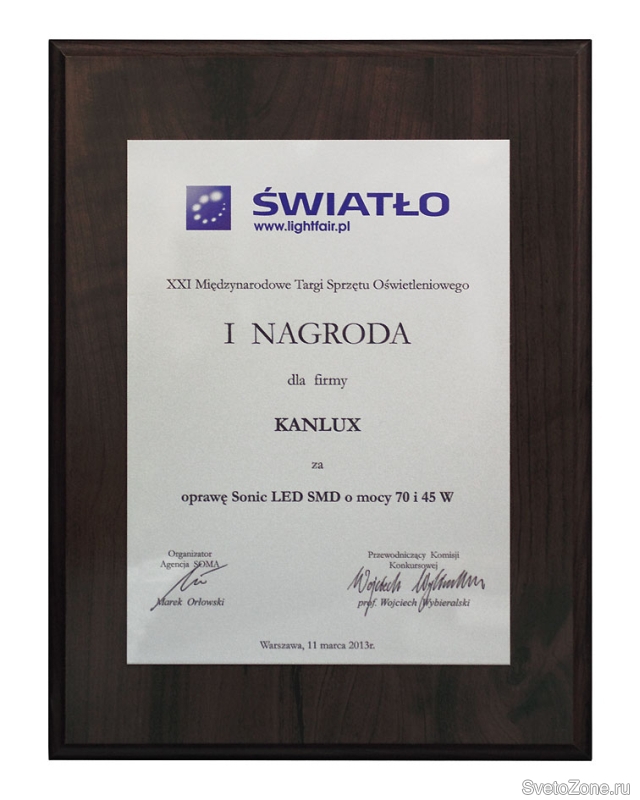 ŚWIATŁO
www.lightfair.pl
XXI Międzynarodowe Targi Sprzętu Oświetleniowego
I NAGRODA
dla firmy
KANLUX
za
oprawę Sonic LED SMD o mocy 70 i 45 W
Organizator
Agencja SOMA
Marek Orłowski
Przewodniczący Komisji
Konkursowej
Wojciech Wybieralski
prof. Wojciech Wybieralski
Warszawa, 11 marca 2013r.
SvetoZone.ru